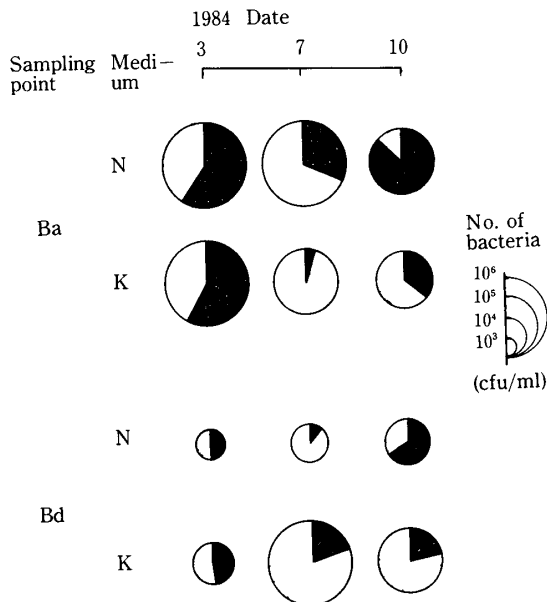 1984 Date
3 7 10
Sampling point
Medi-um
N
Ba
K
No. of
bacteria
10⁶
10⁵
10⁴
10³
(cfu/ml)
N
Bd
K